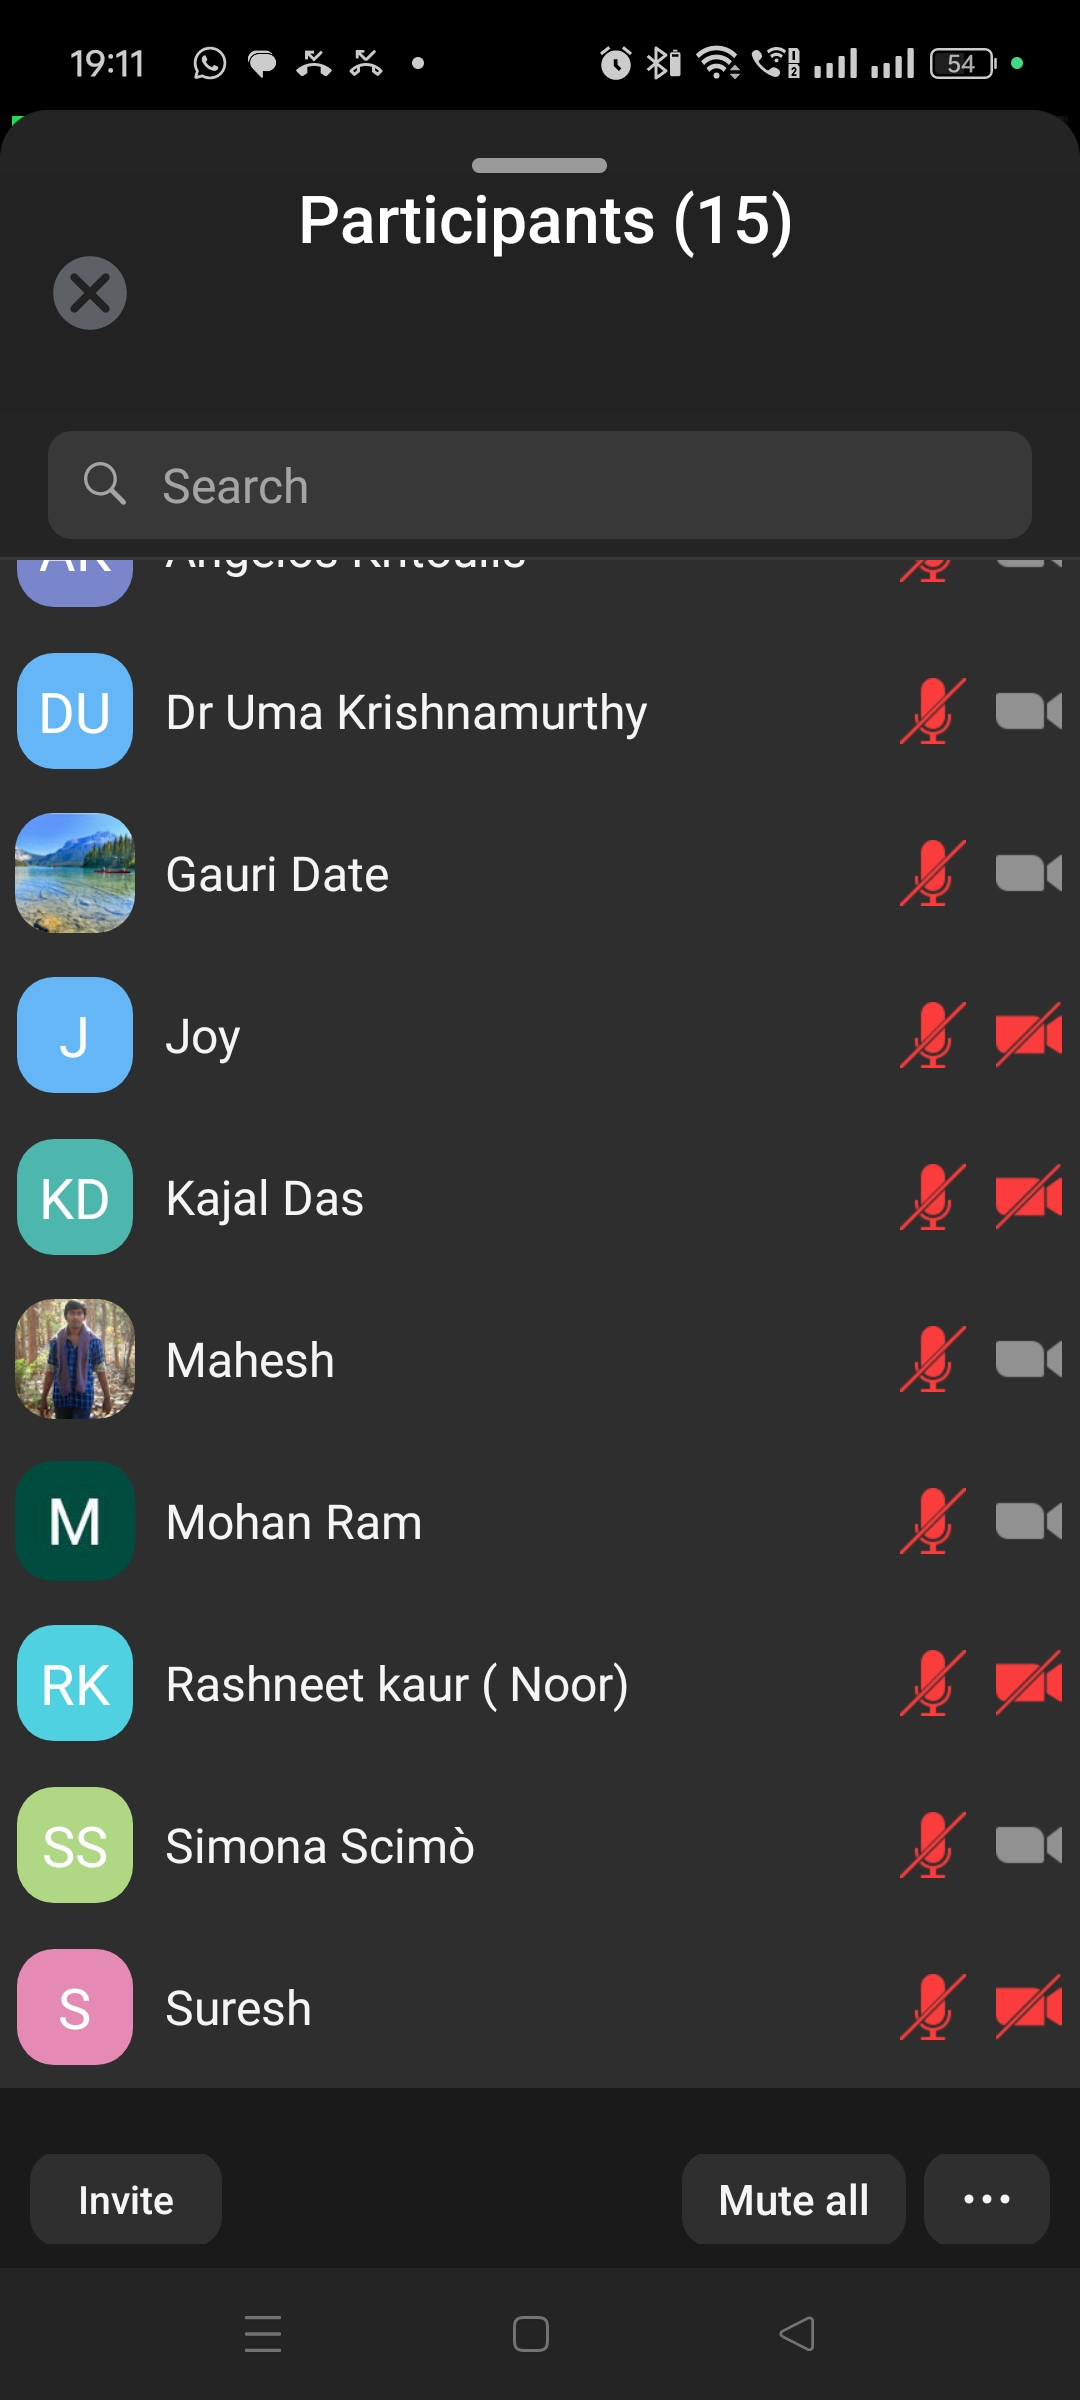 19:11
54
Participants (15)
Search
DU Dr Uma Krishnamurthy
Gauri Date
J Joy
KD Kajal Das
Mahesh
M Mohan Ram
RK Rashneet kaur ( Noor)
SS Simona Scimò
S Suresh
Invite
Mute all